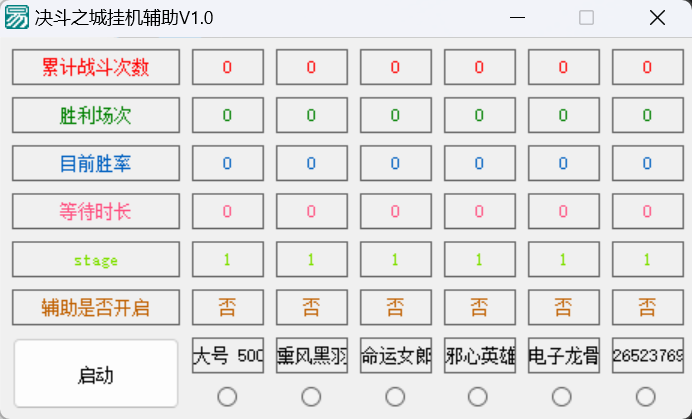 易 决斗之城挂机辅助V1.0
累计战斗次数 0 0 0 0 0 0
胜利场次 0 0 0 0 0 0
目前胜率 0 0 0 0 0 0
等待时长 0 0 0 0 0 0
stage 1 1 1 1 1 1
辅助是否开启 否 否 否 否 否 否
启动 大号 500 熏风黑羽 命运女郎 邪心英雄 电子龙骨 26523769